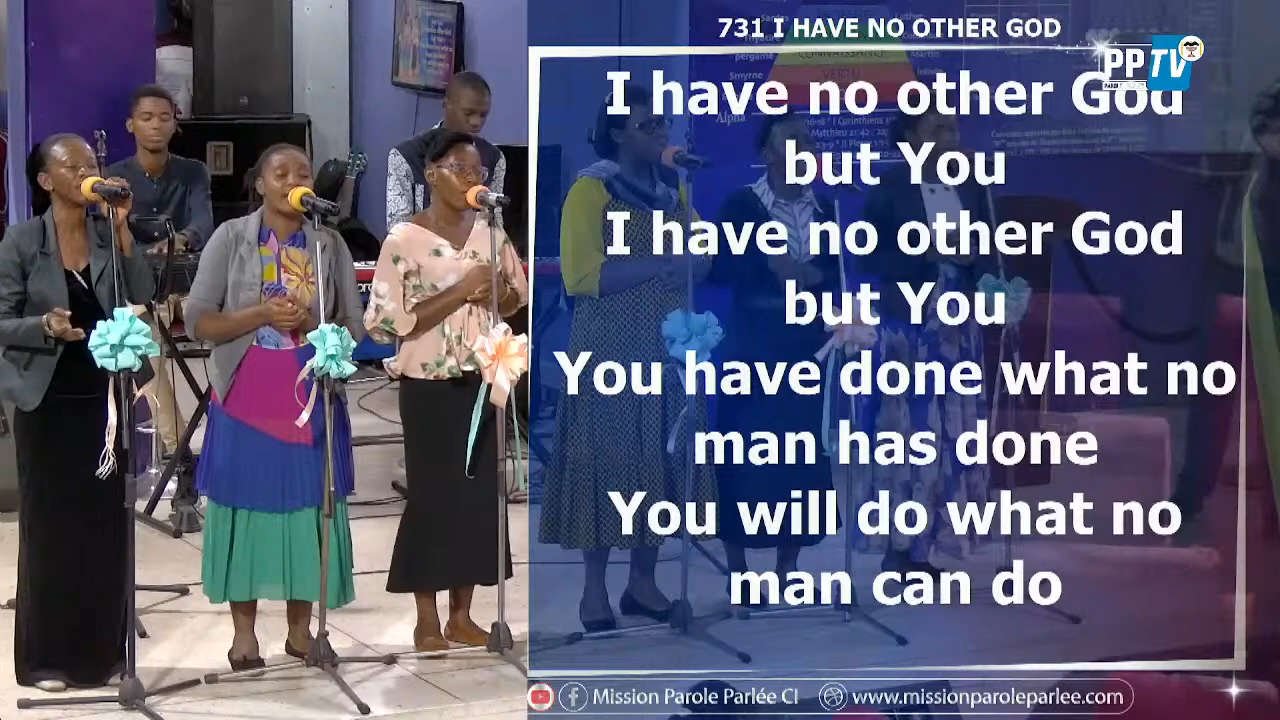 731 I HAVE NO OTHER GOD
PPTV
I have no other God
but You
I have no other God
but You
You have done what no
man has done
You will do what no
man can do
Mission Parole Parlée CI
www.missionparoleparlee.com